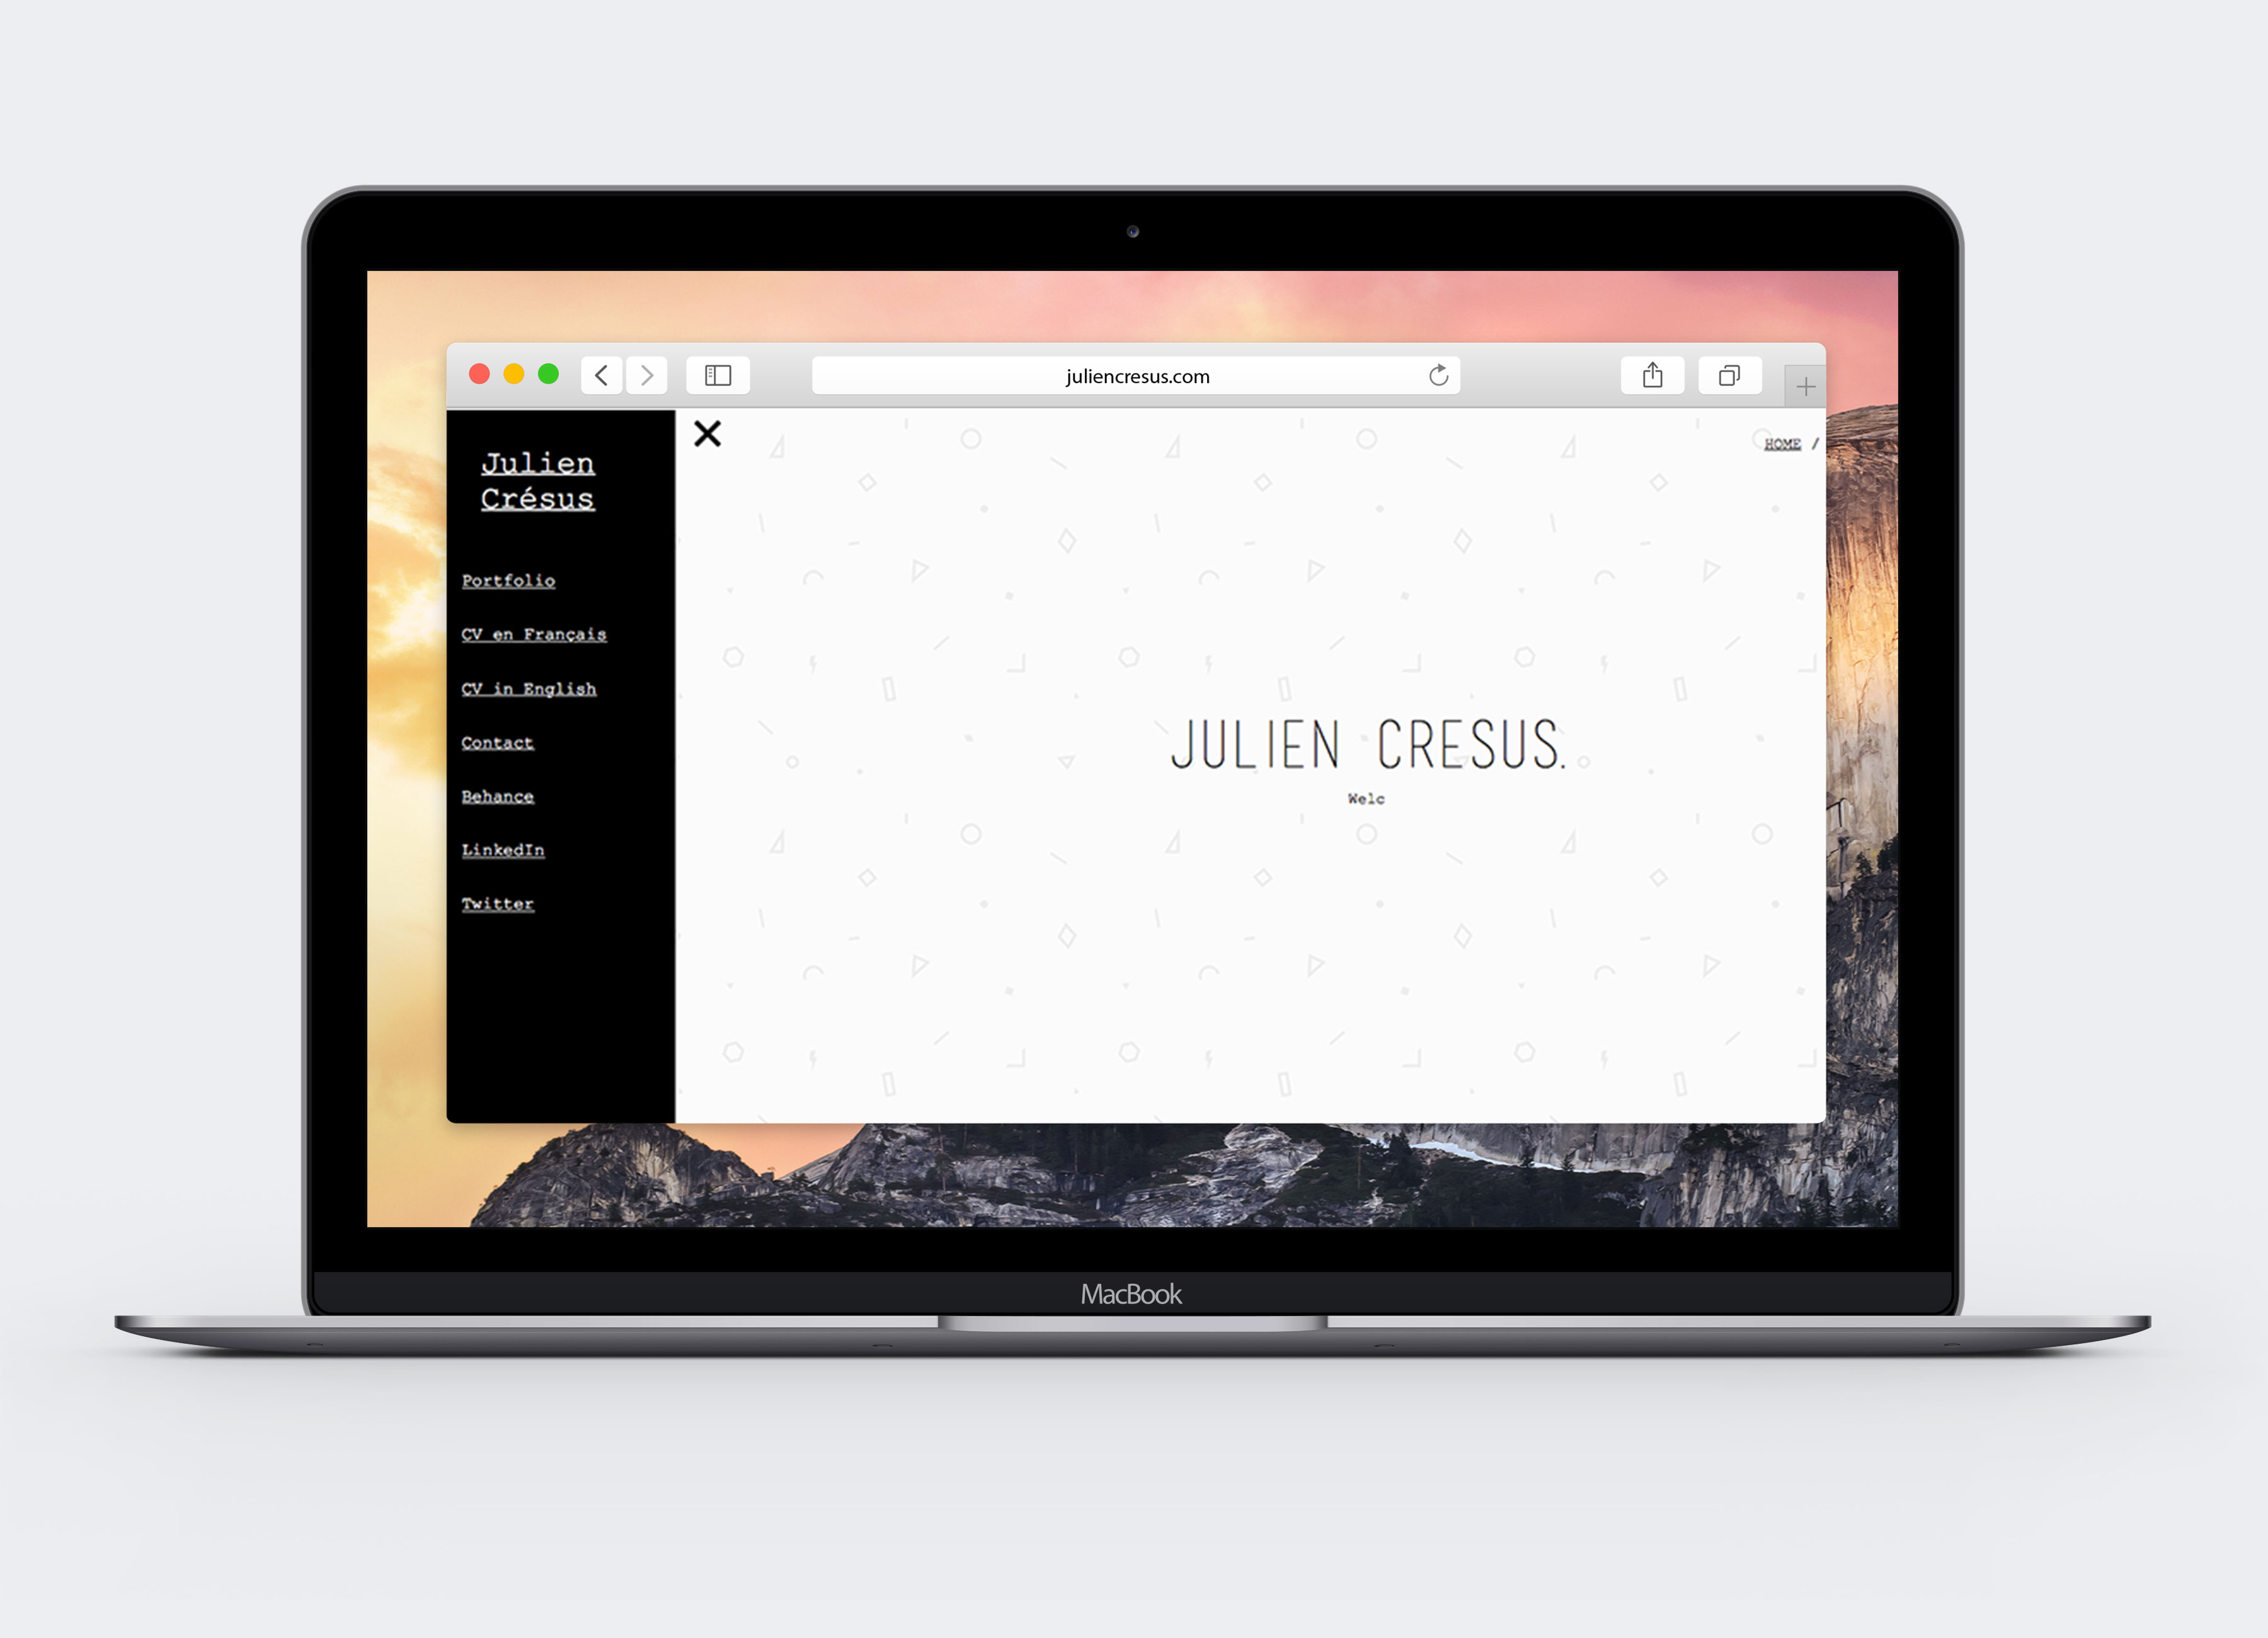 juliencresus.com
Julien
Crésus
Portfolio
CV en Français
CV in English
Contact
Behance
LinkedIn
Twitter
HOME /
JULIEN CRESUS.
Welc
MacBook